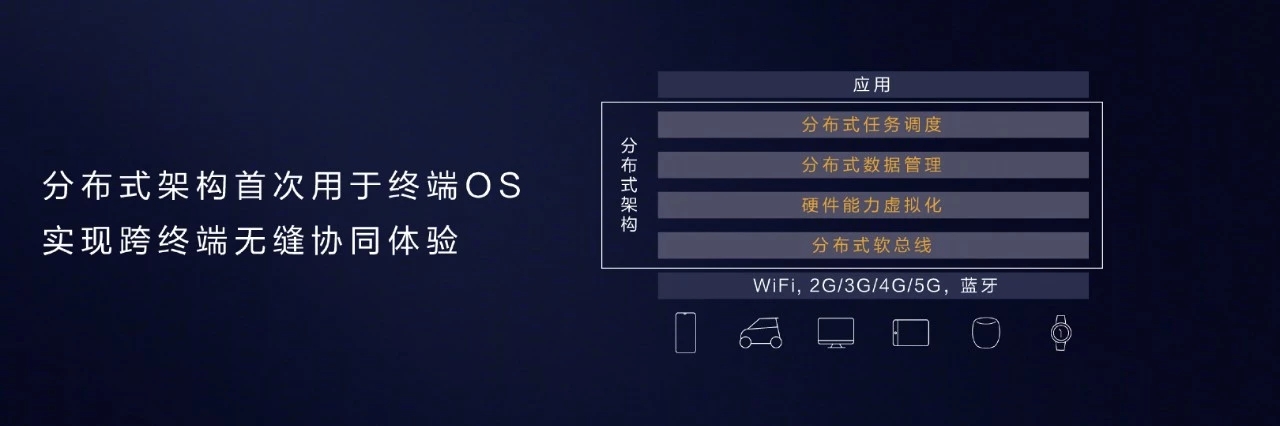 分布式架构首次用于终端OS
实现跨终端无缝协同体验
应用
分布式架构
分布式任务调度
分布式数据管理
硬件能力虚拟化
分布式软总线
WiFi, 2G/3G/4G/5G, 蓝牙